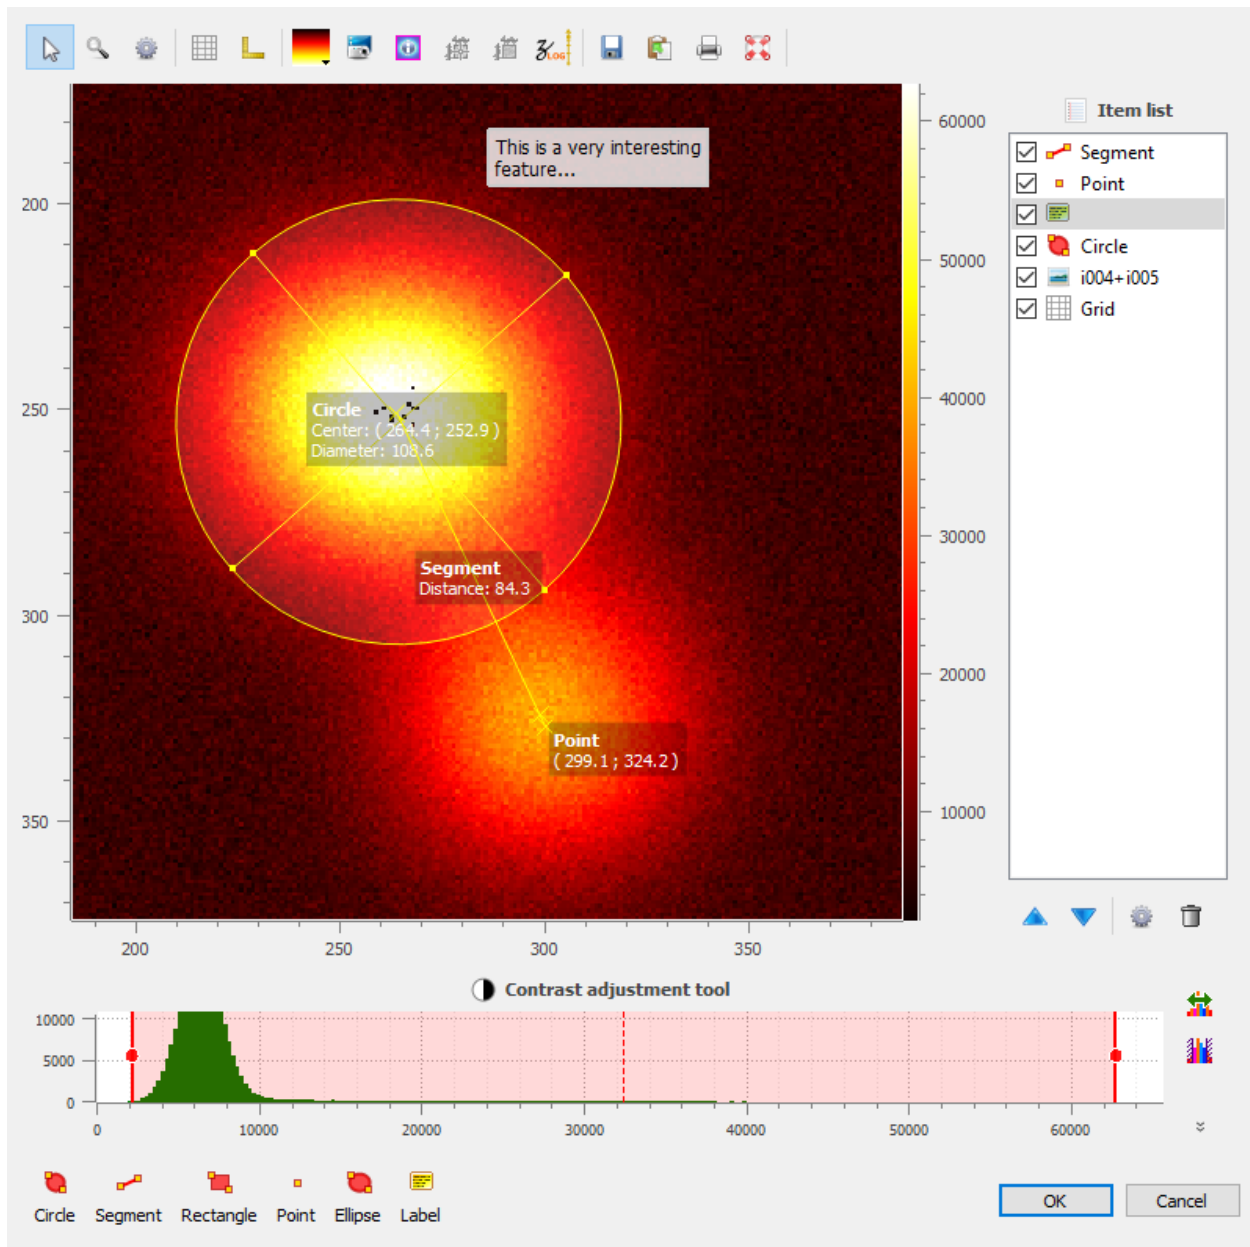 LOG
Item list
This is a very interesting
feature...
Segment
Point
Circle
i004+i005
Grid
200
250
300
350
Circle
Center: ( 264.4 ; 252.9 )
Diameter: 108.6
Segment
Distance: 84.3
Point
( 299.1 ; 324.2 )
60000
50000
40000
30000
20000
10000
200
250
300
350
Contrast adjustment tool
10000
5000
0
0
10000
20000
30000
40000
50000
60000
Circle
Segment
Rectangle
Point
Ellipse
Label
OK
Cancel